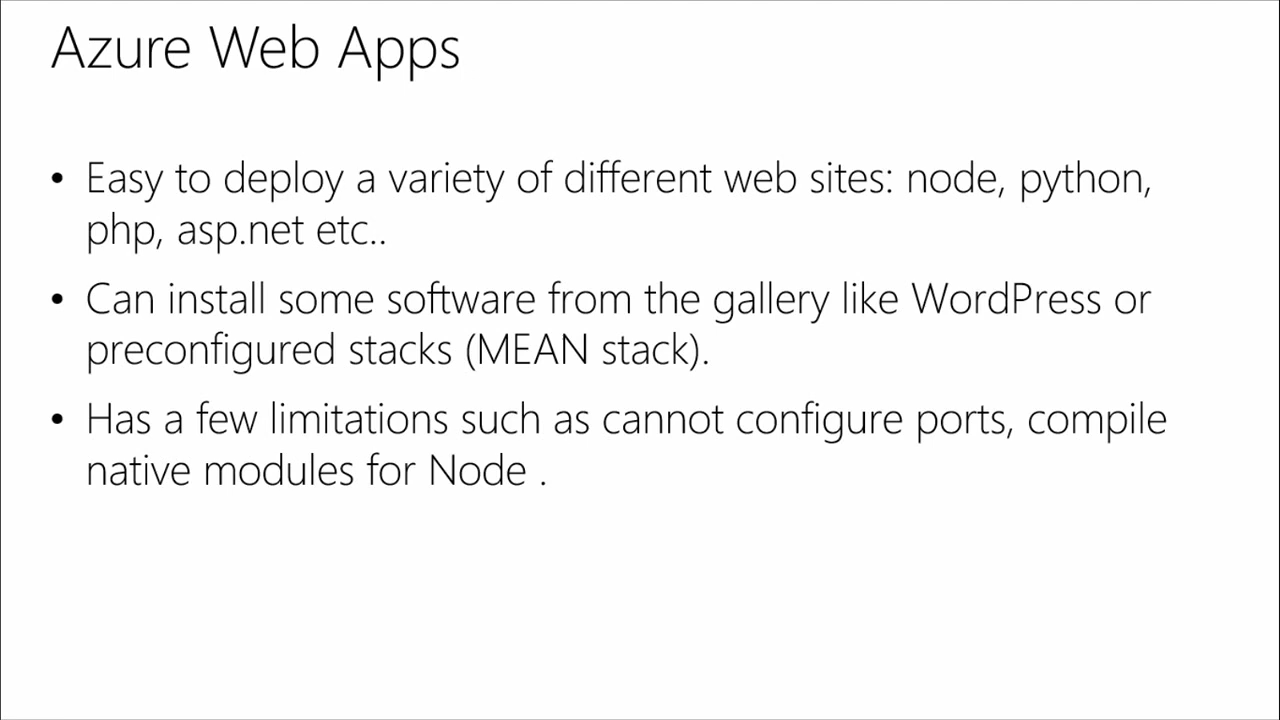 Azure Web Apps
• Easy to deploy a variety of different web sites: node, python,
php, asp.net etc..
• Can install some software from the gallery like WordPress or
preconfigured stacks (MEAN stack).
• Has a few limitations such as cannot configure ports, compile
native modules for Node .